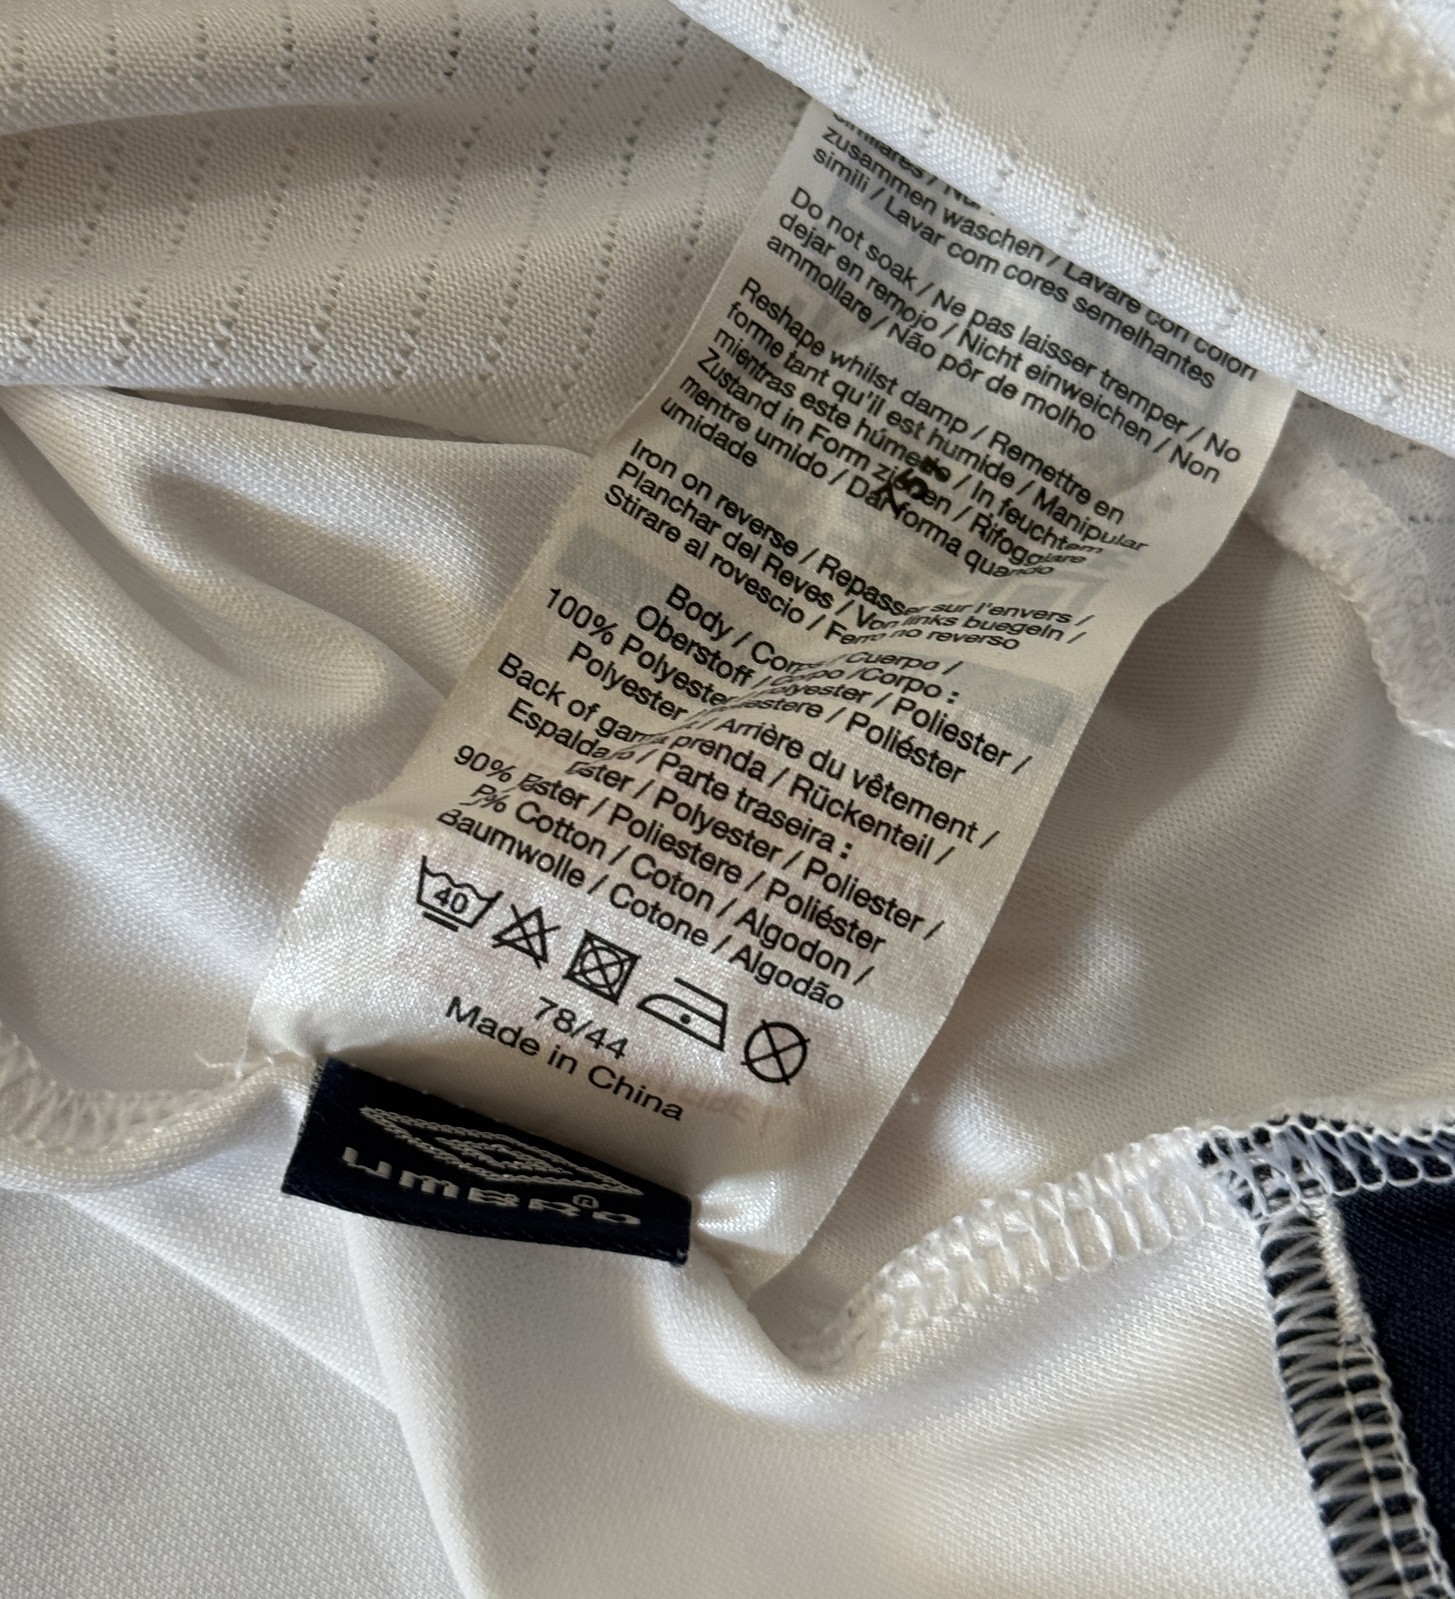 similares /
zusammen waschen / Lavare con colori
simili / Lavar com cores semelhantes
Do not soak / Ne pas laisser tremper / No
dejar en remojo / Nicht einweichen / Non
ammollare / Não pôr de molho
Reshape whilst damp / Remettre en
forme tant qu'il est humide / Manipular
mientras este húmedo / In feuchtem
Zustand in Form ziehen / Rifoggiare
mentre umido / Dar forma quando
umidade
Iron on reverse / Repasser sur l'envers /
Planchar del Reves / Von links buegeln /
Stirare al rovescio / Ferro no reverso
Body / Corps / Cuerpo /
Oberstoff / Corpo / Corpo :
100% Polyester / Polyester / Poliester /
Polyester / Poliestere / Poliéster
Back of garment / Arrière du vêtement /
Espalda prenda / Rückenteil /
/ Parte traseira :
90% Polyester / Polyester / Poliester /
Polyester / Poliestere / Poliéster
% Cotton / Coton / Algodon /
Baumwolle / Cotone / Algodão
40
78/44
Made in China
UMBRO ®